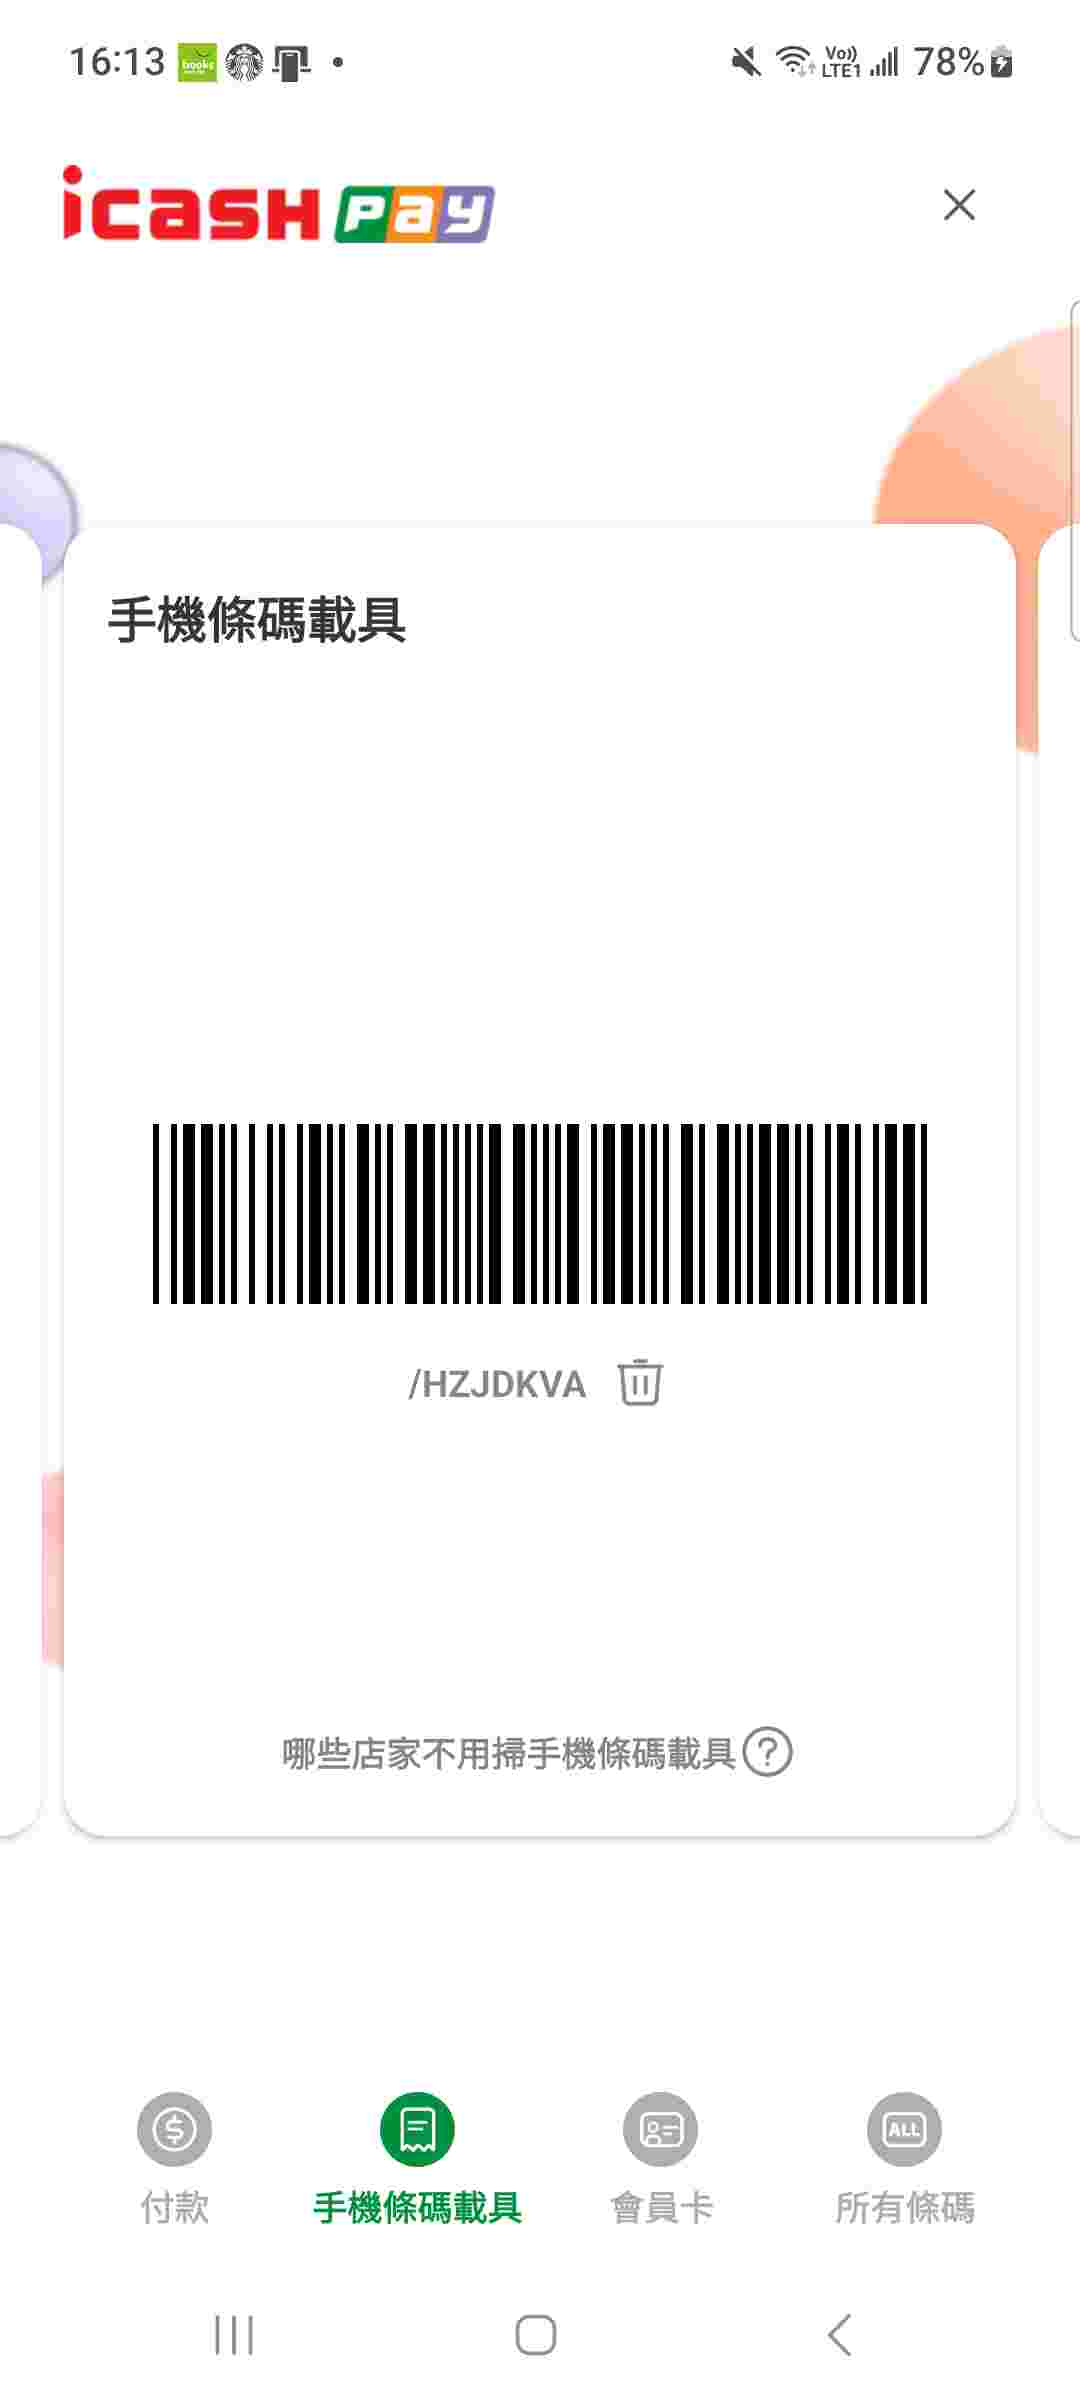 16:13
books
Vo))
LTE1
78%
icash Pay
手機條碼載具
/HZJDKVA
哪些店家不用掃手機條碼載具?
$
ALL
付款
手機條碼載具
會員卡
所有條碼